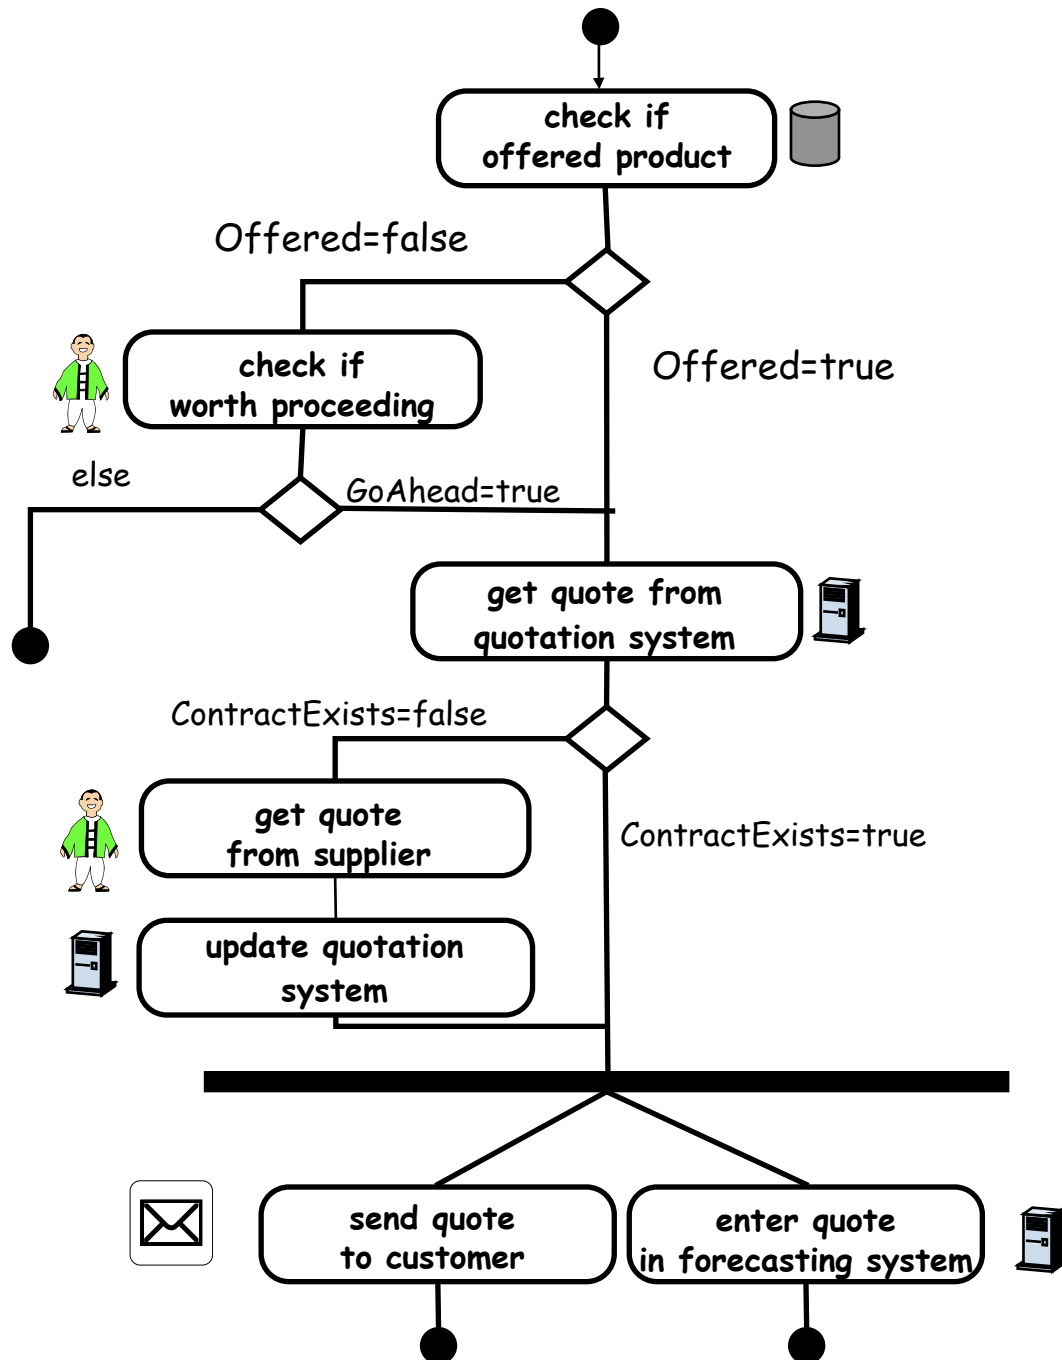 check if
offered product
Offered=false
Offered=true
check if
worth proceeding
else
GoAhead=true
get quote from
quotation system
ContractExists=false
get quote
from supplier
ContractExists=true
update quotation
system
send quote
to customer
enter quote
in forecasting system